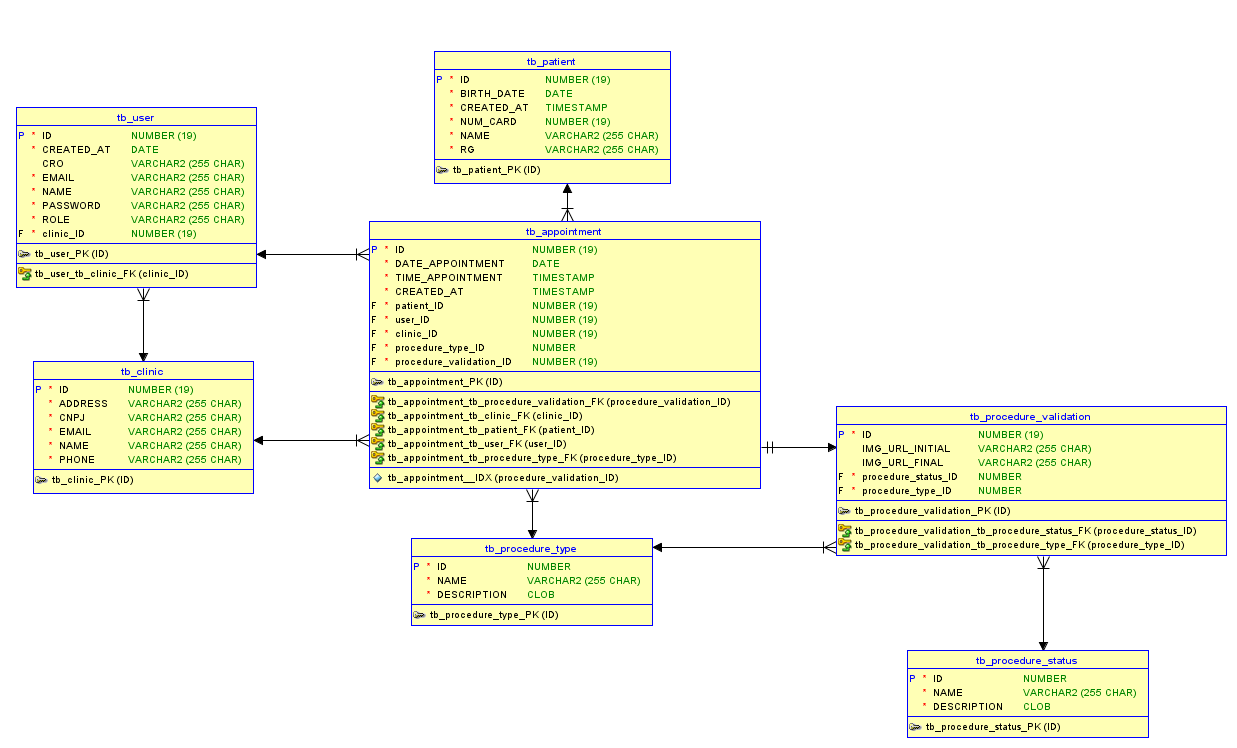 tb_patient
P * ID NUMBER (19)
* BIRTH_DATE DATE
* CREATED_AT TIMESTAMP
* NUM_CARD NUMBER (19)
* NAME VARCHAR2 (255 CHAR)
* RG VARCHAR2 (255 CHAR)
tb_patient_PK (ID)
tb_user
P * ID NUMBER (19)
* CREATED_AT DATE
CRO VARCHAR2 (255 CHAR)
* EMAIL VARCHAR2 (255 CHAR)
* NAME VARCHAR2 (255 CHAR)
* PASSWORD VARCHAR2 (255 CHAR)
* ROLE VARCHAR2 (255 CHAR)
F * clinic_ID NUMBER (19)
tb_user_PK (ID)
tb_user_tb_clinic_FK (clinic_ID)
tb_appointment
P * ID NUMBER (19)
* DATE_APPOINTMENT DATE
* TIME_APPOINTMENT TIMESTAMP
* CREATED_AT TIMESTAMP
F * patient_ID NUMBER (19)
F * user_ID NUMBER (19)
F * clinic_ID NUMBER (19)
F * procedure_type_ID NUMBER
F * procedure_validation_ID NUMBER (19)
tb_appointment_PK (ID)
tb_appointment_tb_procedure_validation_FK (procedure_validation_ID)
tb_appointment_tb_clinic_FK (clinic_ID)
tb_appointment_tb_patient_FK (patient_ID)
tb_appointment_tb_user_FK (user_ID)
tb_appointment_tb_procedure_type_FK (procedure_type_ID)
tb_appointment__IDX (procedure_validation_ID)
tb_clinic
P * ID NUMBER (19)
* ADDRESS VARCHAR2 (255 CHAR)
* CNPJ VARCHAR2 (255 CHAR)
* EMAIL VARCHAR2 (255 CHAR)
* NAME VARCHAR2 (255 CHAR)
* PHONE VARCHAR2 (255 CHAR)
tb_clinic_PK (ID)
tb_procedure_validation
P * ID NUMBER (19)
IMG_URL_INITIAL VARCHAR2 (255 CHAR)
IMG_URL_FINAL VARCHAR2 (255 CHAR)
F * procedure_status_ID NUMBER
F * procedure_type_ID NUMBER
tb_procedure_validation_PK (ID)
tb_procedure_validation_tb_procedure_status_FK (procedure_status_ID)
tb_procedure_validation_tb_procedure_type_FK (procedure_type_ID)
tb_procedure_type
P * ID NUMBER
* NAME VARCHAR2 (255 CHAR)
* DESCRIPTION CLOB
tb_procedure_type_PK (ID)
tb_procedure_status
P * ID NUMBER
* NAME VARCHAR2 (255 CHAR)
* DESCRIPTION CLOB
tb_procedure_status_PK (ID)